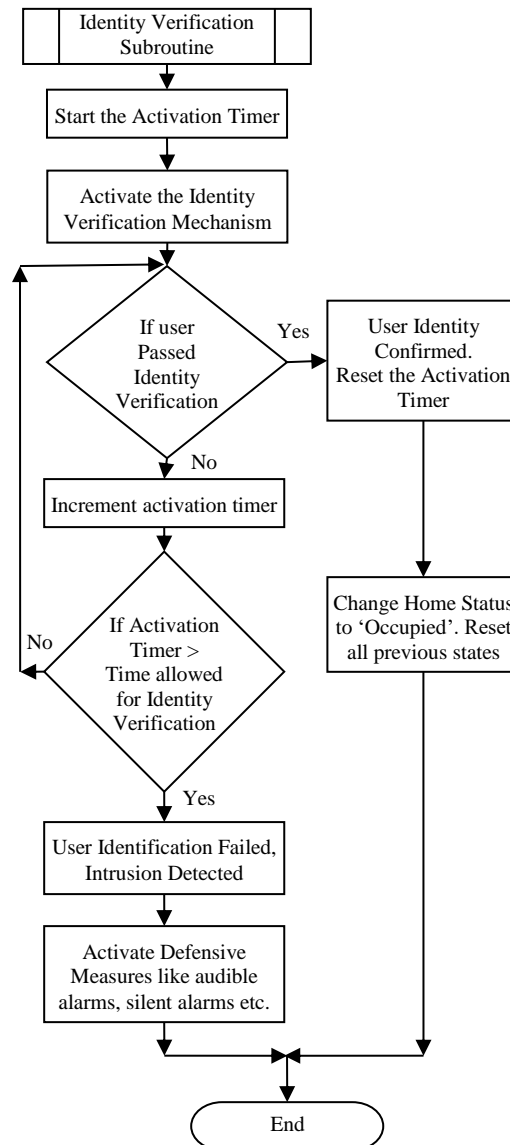 Identity Verification
Subroutine
Start the Activation Timer
Activate the Identity
Verification Mechanism
If user
Passed
Identity
Verification
Yes
User Identity
Confirmed.
Reset the Activation
Timer
No
Increment activation timer
If Activation
Timer >
Time allowed
for Identity
Verification
No
Change Home Status
to ‘Occupied’. Reset
all previous states
Yes
User Identification Failed,
Intrusion Detected
Activate Defensive
Measures like audible
alarms, silent alarms etc.
End